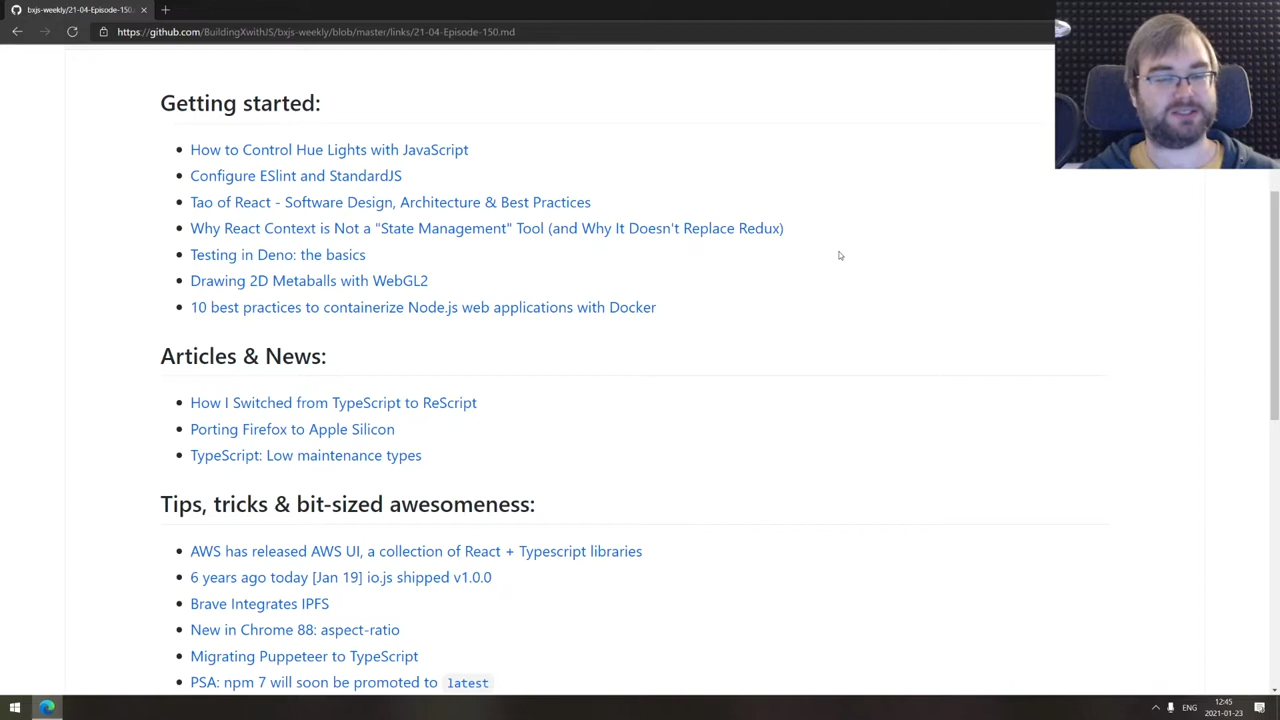 bxjs-weekly/21-04-Episode-150.
https://github.com/BuildingXwithJS/bxjs-weekly/blob/master/links/21-04-Episode-150.md
Getting started:
How to Control Hue Lights with JavaScript
Configure ESlint and StandardJS
Tao of React - Software Design, Architecture & Best Practices
Why React Context is Not a "State Management" Tool (and Why It Doesn't Replace Redux)
Testing in Deno: the basics
Drawing 2D Metaballs with WebGL2
10 best practices to containerize Node.js web applications with Docker
Articles & News:
How I Switched from TypeScript to ReScript
Porting Firefox to Apple Silicon
TypeScript: Low maintenance types
Tips, tricks & bit-sized awesomeness:
AWS has released AWS UI, a collection of React + Typescript libraries
6 years ago today [Jan 19] io.js shipped v1.0.0
Brave Integrates IPFS
New in Chrome 88: aspect-ratio
Migrating Puppeteer to TypeScript
PSA: npm 7 will soon be promoted to latest
ENG
12:45
2021-01-23